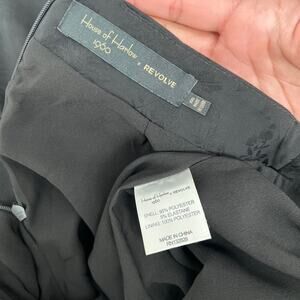 House of Harlow
1960 x REVOLVE
House of Harlow
1960 x REVOLVE
SHELL: 95% POLYESTER
5% ELASTANE
LINING: 100% POLYESTER
MADE IN CHINA